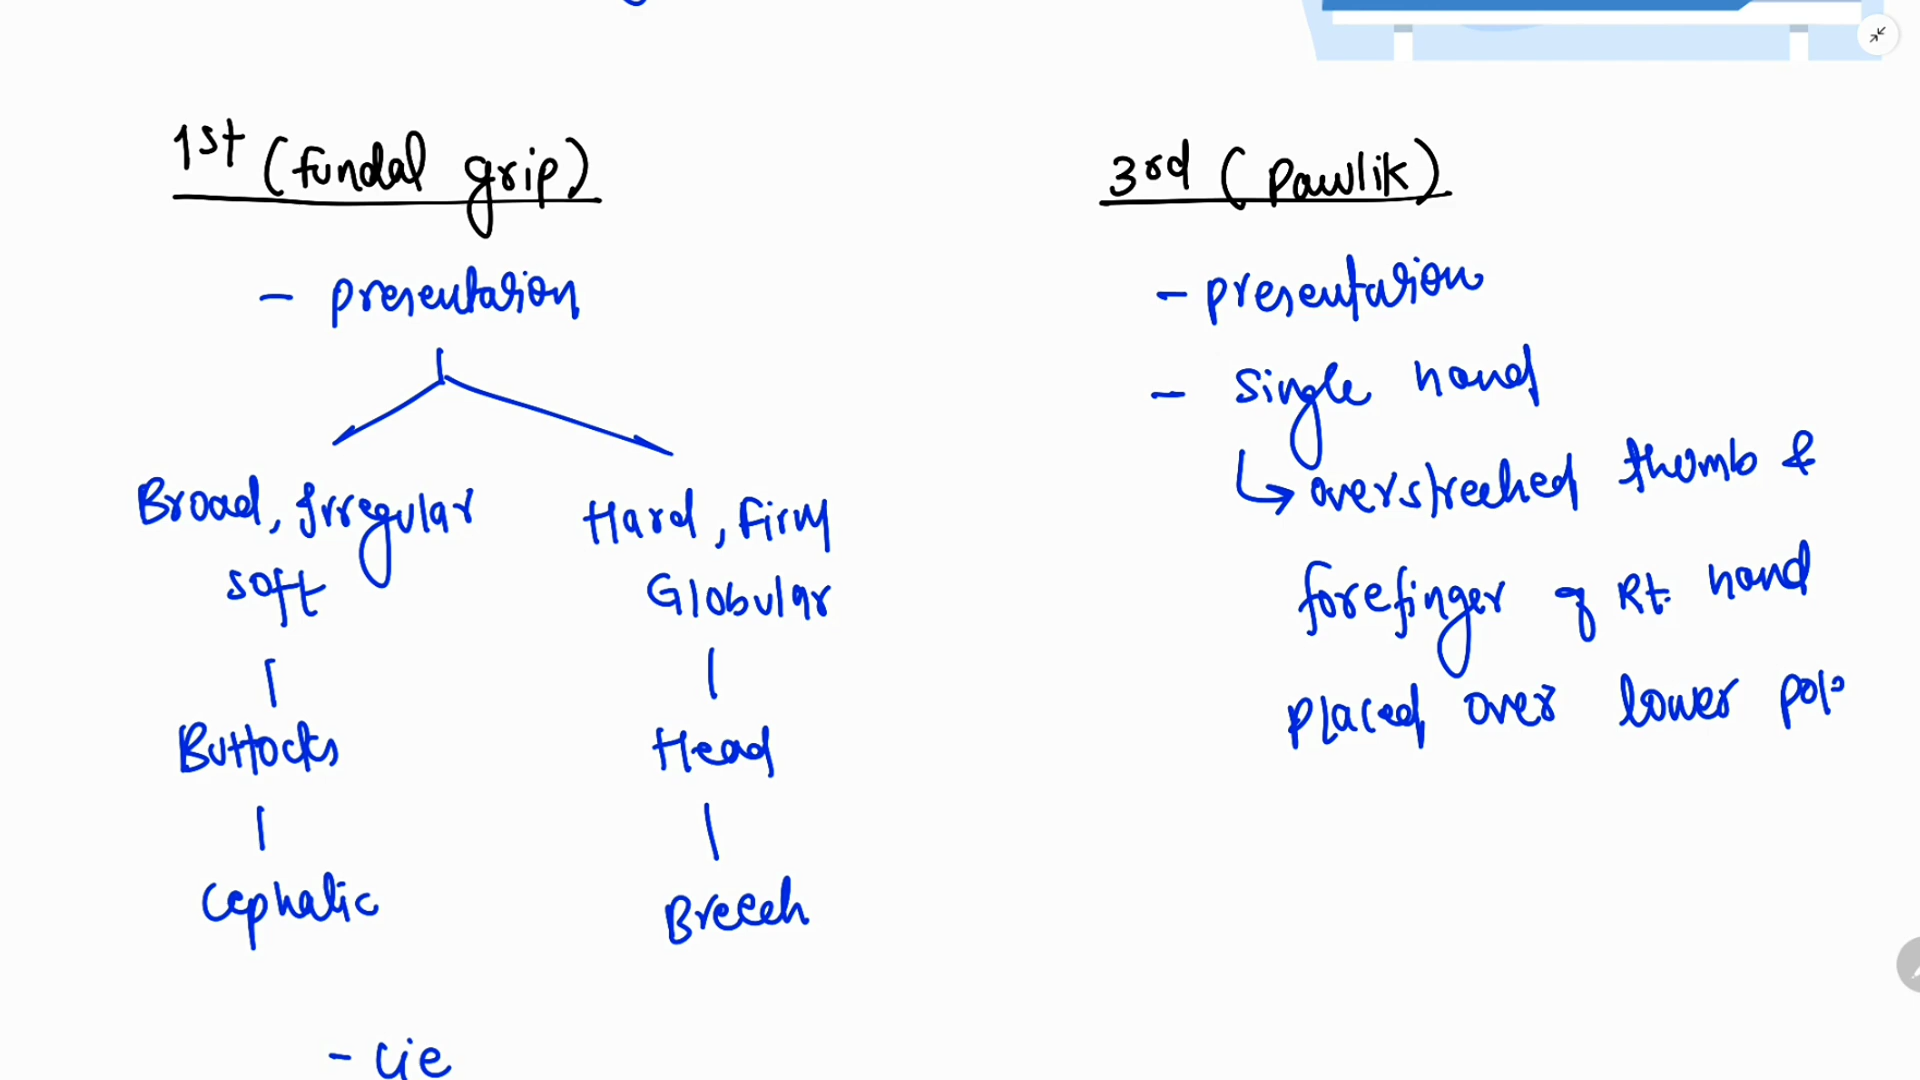 1st (fundal grip)
- presentation
Broad, Irregular
soft
Buttocks
Cephalic
Hard, Firm
Globular
Head
Breech
- lie
3rd (Pawlik)
- presentation
- Single hand
↳ overstretched thumb &
forefinger of Rt. hand
placed over lower pole